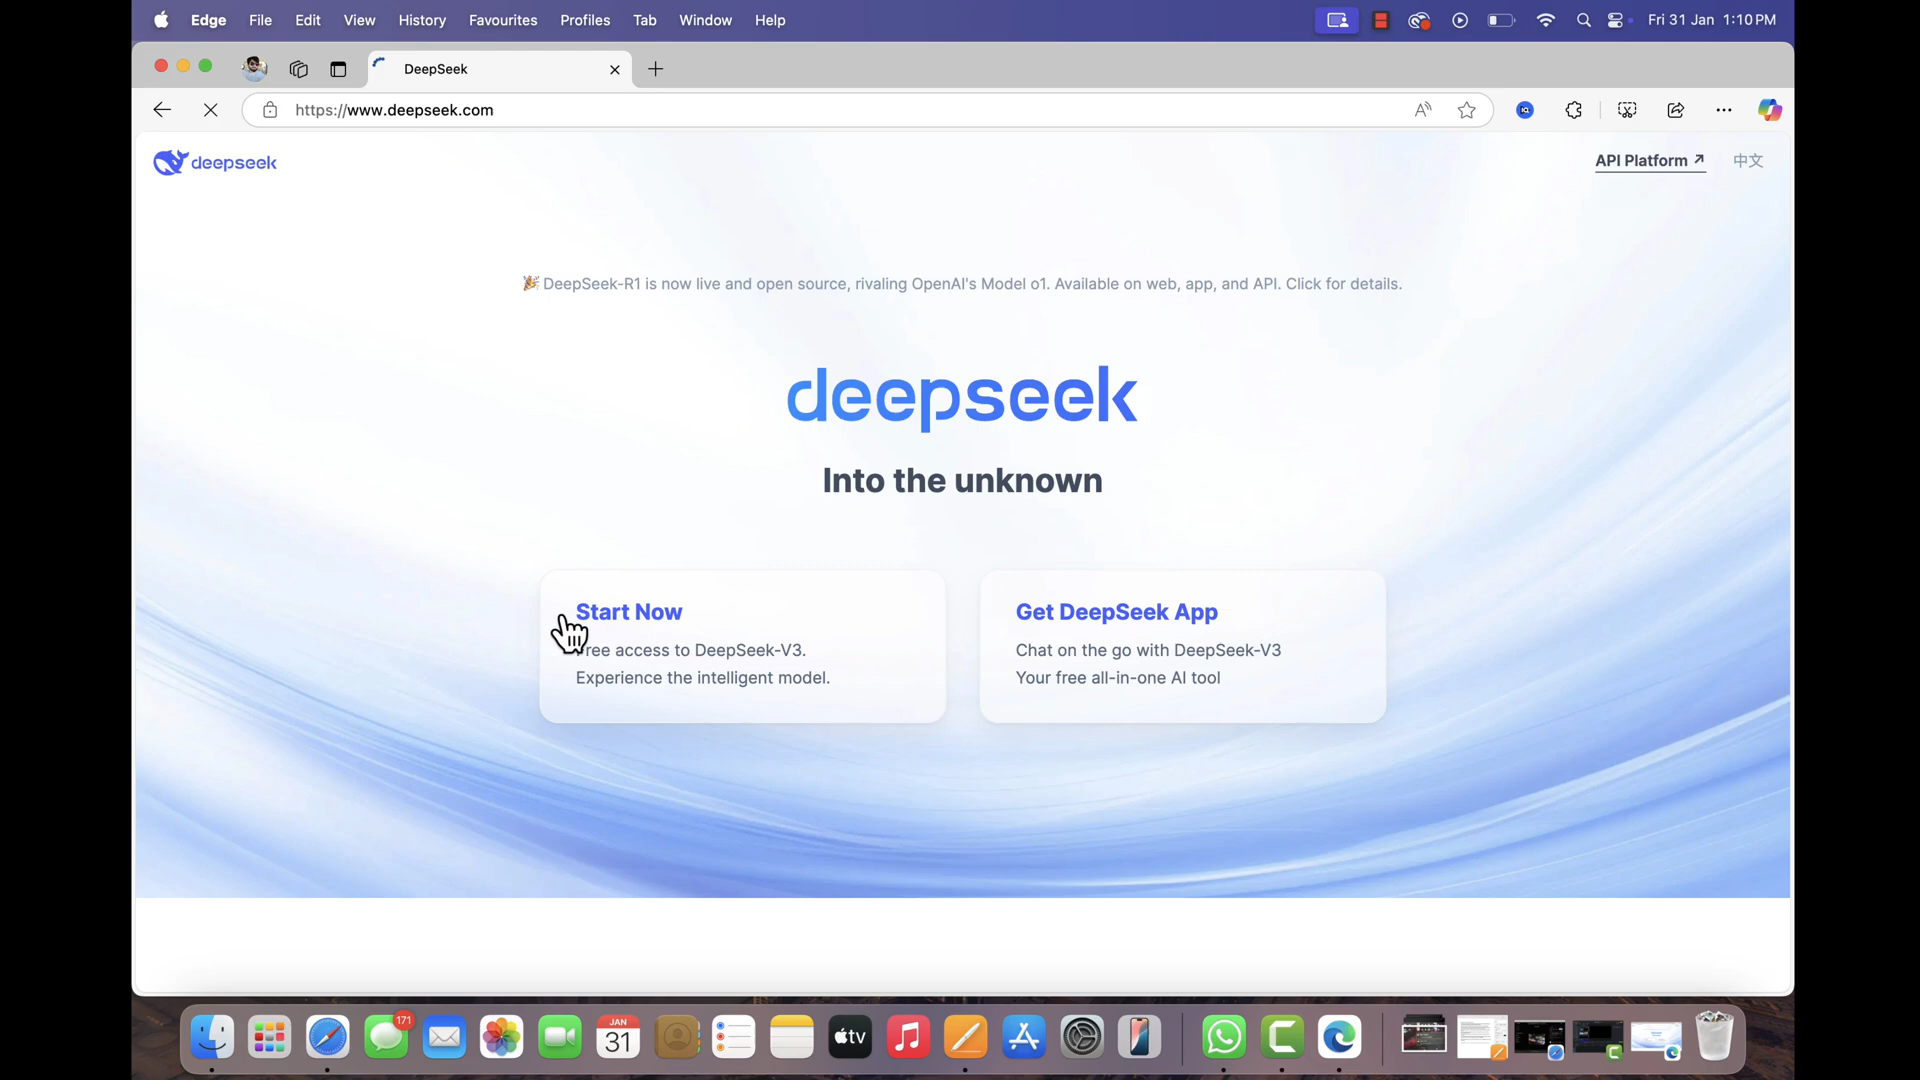 Edge File Edit View History Favourites Profiles Tab Window Help
Fri 31 Jan 1:10 PM
DeepSeek
https://www.deepseek.com
deepseek
API Platform ↗ 中文
🎉 DeepSeek-R1 is now live and open source, rivaling OpenAI's Model o1. Available on web, app, and API. Click for details.
deepseek
Into the unknown
Start Now
ree access to DeepSeek-V3.
Experience the intelligent model.
Get DeepSeek App
Chat on the go with DeepSeek-V3
Your free all-in-one AI tool
171
JAN
31
tv